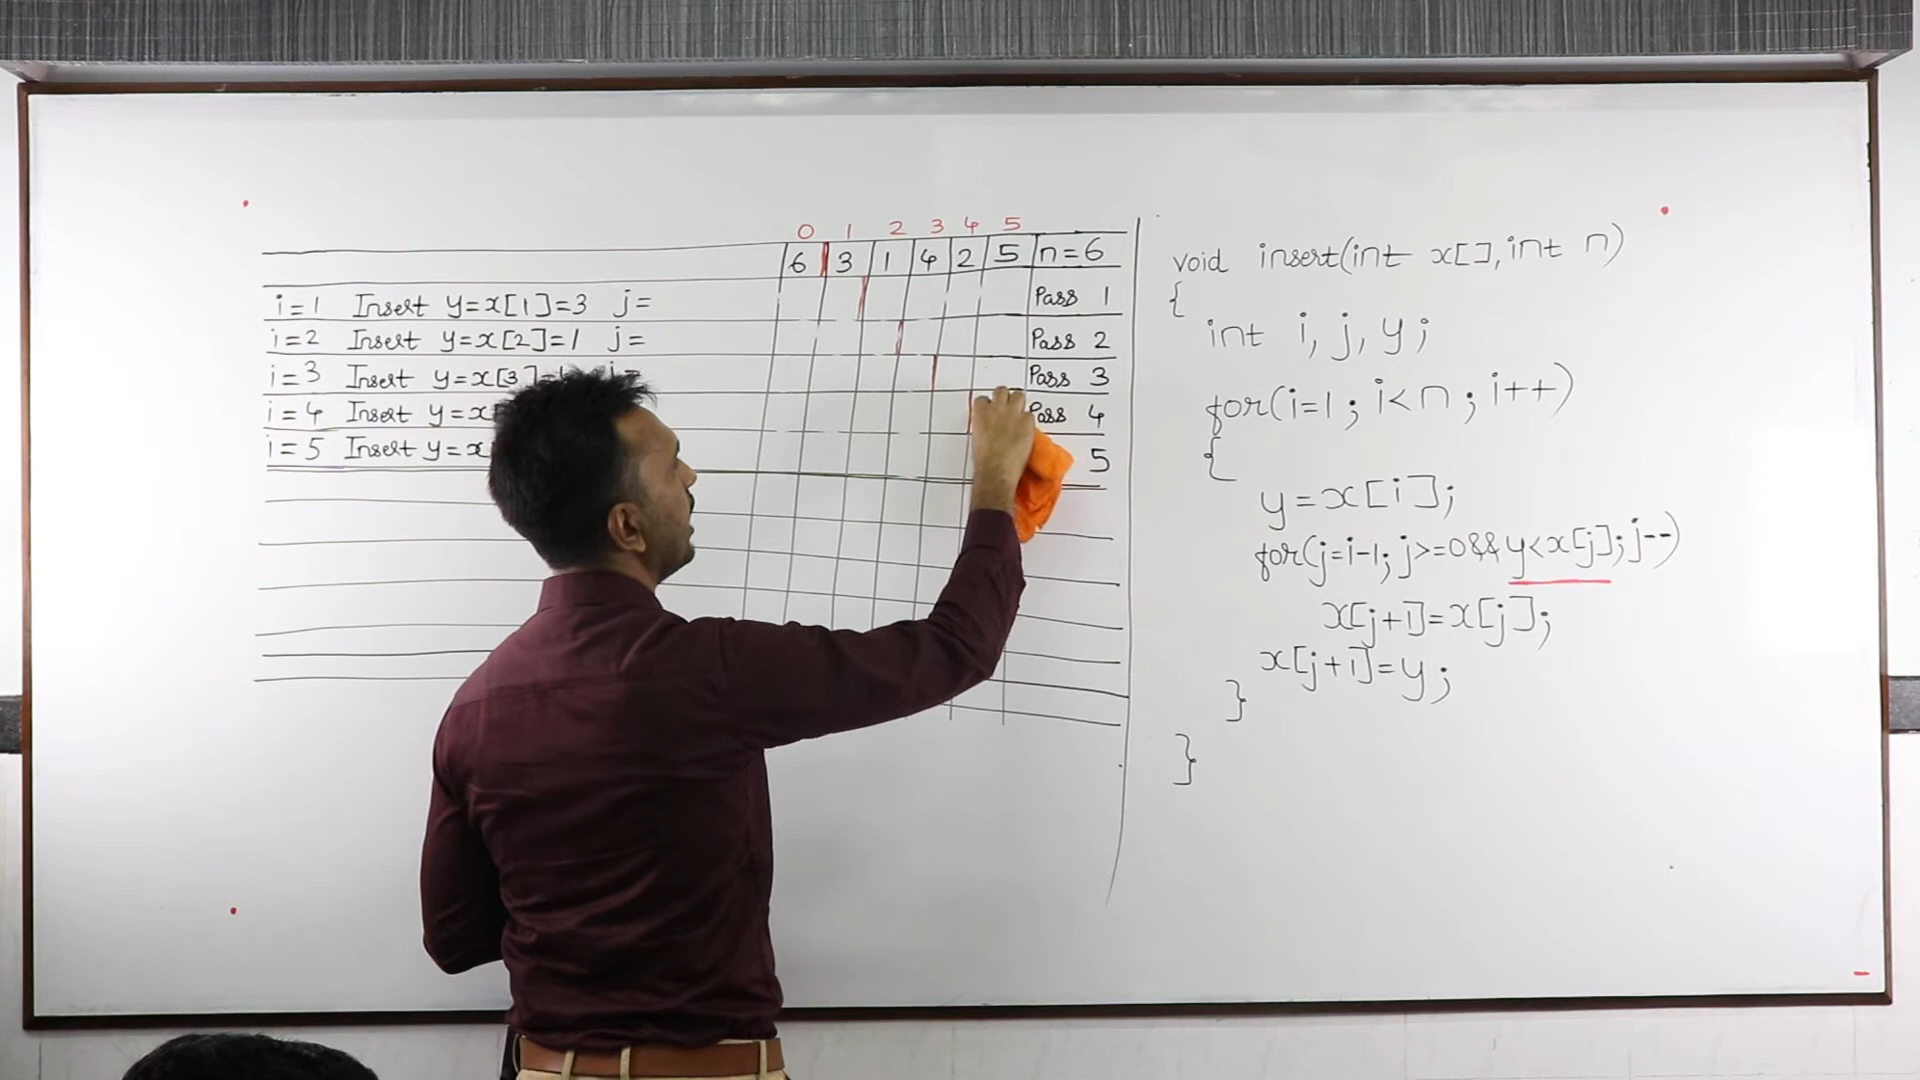 0 1 2 3 4 5
6 3 1 4 2 5 n=6
i=1 Insert y=x[1]=3 j= Pass 1
i=2 Insert y=x[2]=1 j= Pass 2
i=3 Insert y=x[3] Pass 3
i=4 Insert y=x Pass 4
i=5 Insert y=x 5
void insert(int x[], int n)
{
int i, j, y;
for(i=1; i<n; i++)
{
y=x[i];
for(j=i-1; j>=0&&y<x[j]; j--)
x[j+1]=x[j];
x[j+1]=y;
}
}